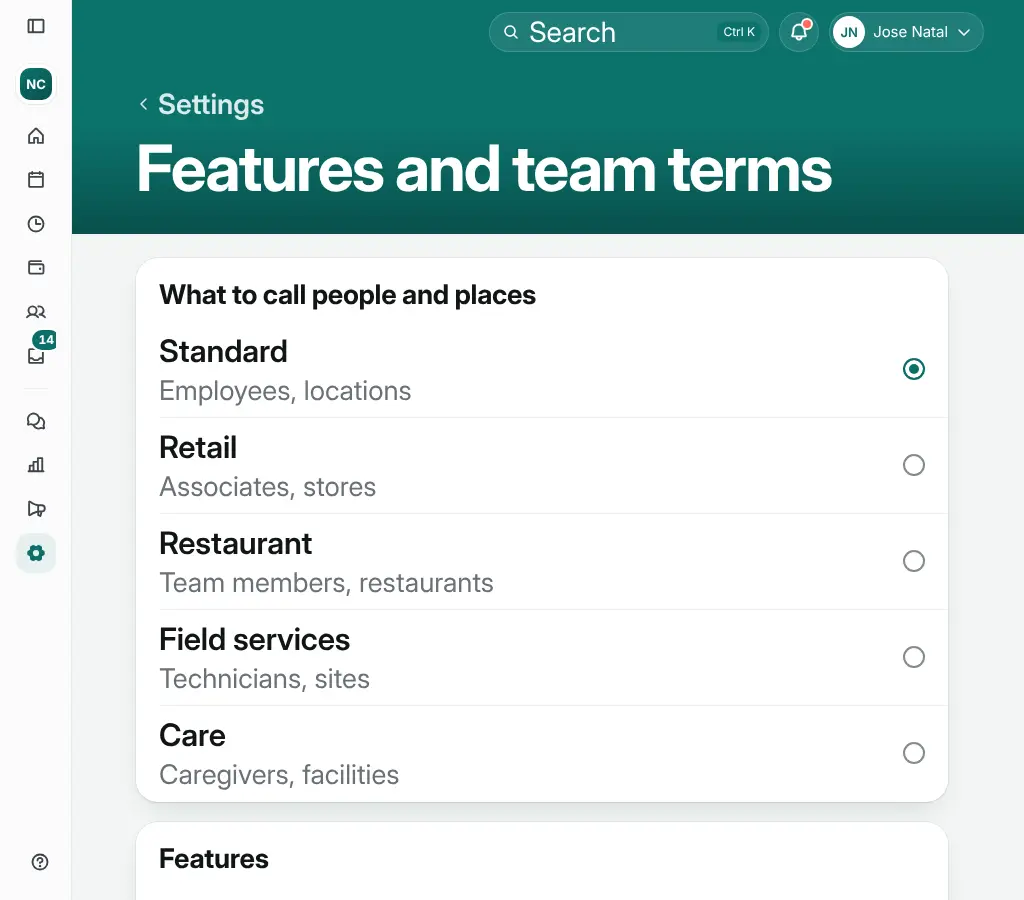 Search
Ctrl K
JN
Jose Natal
NC
Settings
Features and team terms
What to call people and places
Standard
Employees, locations
Retail
Associates, stores
Restaurant
Team members, restaurants
Field services
Technicians, sites
Care
Caregivers, facilities
Features
14